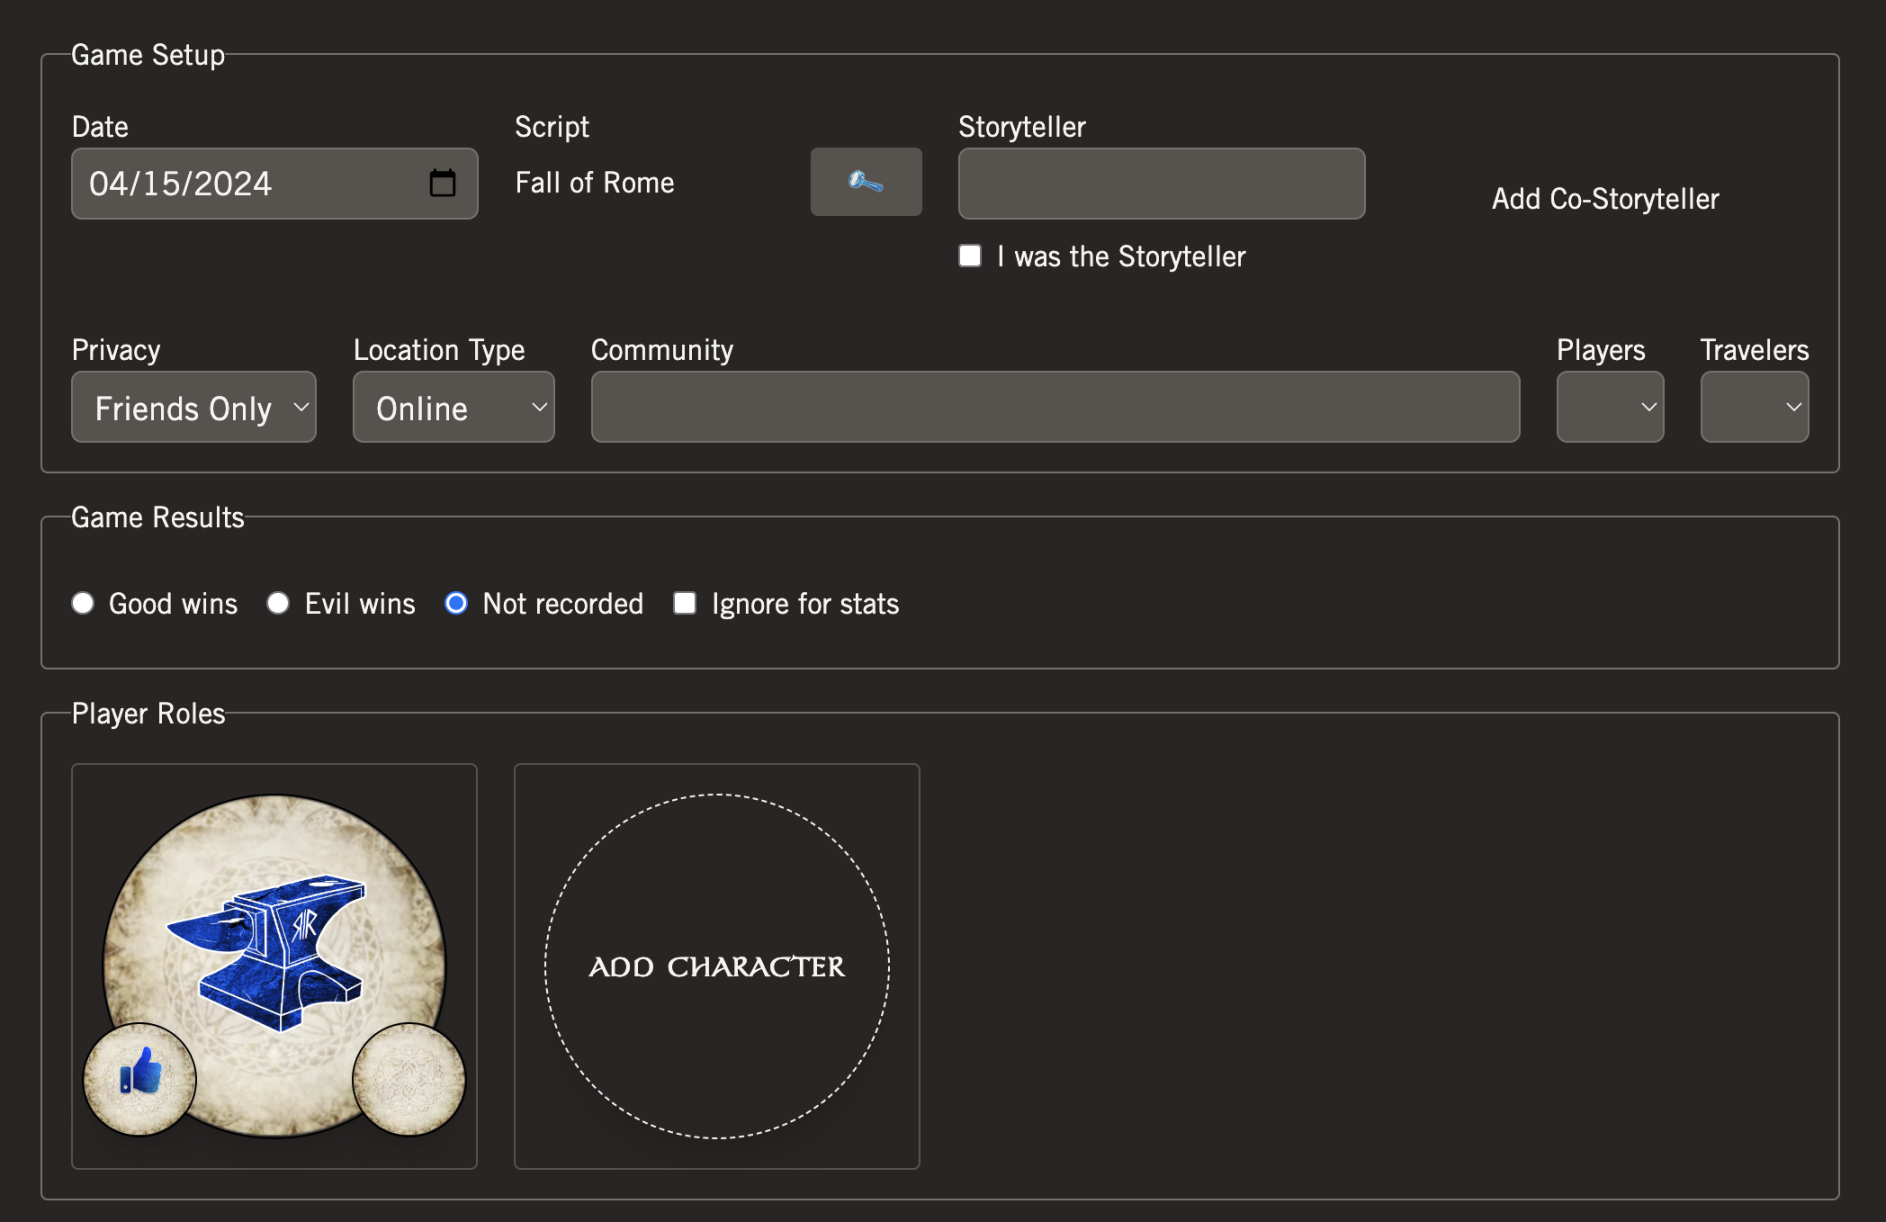 Game Setup
Date
Script
Storyteller
04/15/2024
Fall of Rome
Add Co-Storyteller
I was the Storyteller
Privacy
Location Type
Community
Players
Travelers
Friends Only
Online
Game Results
Good wins
Evil wins
Not recorded
Ignore for stats
Player Roles
ADD CHARACTER